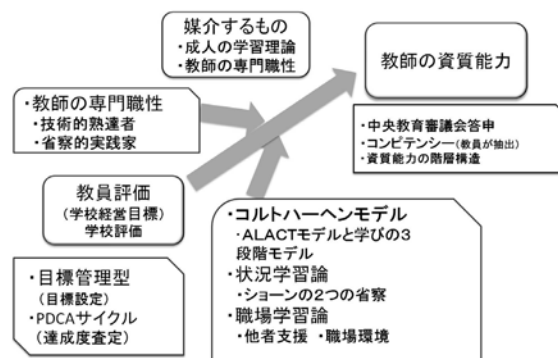 媒介するもの
・成人の学習理論
・教師の専門職性
教師の資質能力
・教師の専門職性
・技術的熟達者
・省察的実践家
・中央教育審議会答申
・コンピテンシー(教員が抽出)
・資質能力の階層構造
教員評価
(学校経営目標)
学校評価
・目標管理型
(目標設定)
・PDCAサイクル
(達成度査定)
・コルトハーヘンモデル
・ALACTモデルと学びの3
段階モデル
・状況学習論
・ショーンの2つの省察
・職場学習論
・他者支援 ・職場環境